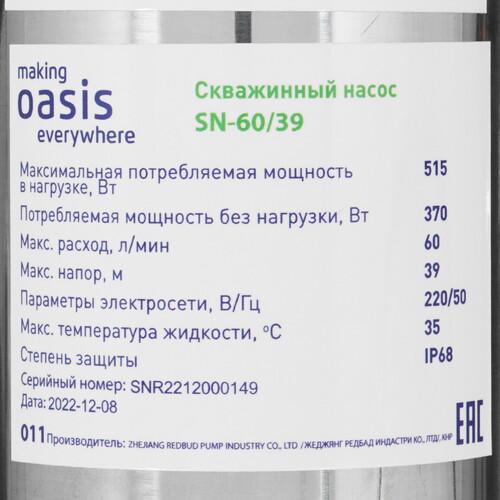 making
oasis
everywhere
Скважинный насос
SN-60/39
Максимальная потребляемая мощность 515
в нагрузке, Вт
Потребляемая мощность без нагрузки, Вт 370
Макс. расход, л/мин 60
Макс. напор, м 39
Параметры электросети, В/Гц 220/50
Макс. температура жидкости, °С 35
Степень защиты IP68
Серийный номер: SNR2212000149
Дата: 2022-12-08
011 Производитель: ZHEJIANG REDBUD PUMP INDUSTRY CO., LTD /ЖЕДЖЯНГ РЕДБАД ИНДАСТРИ КО., ЛТД/. КНР
EAC